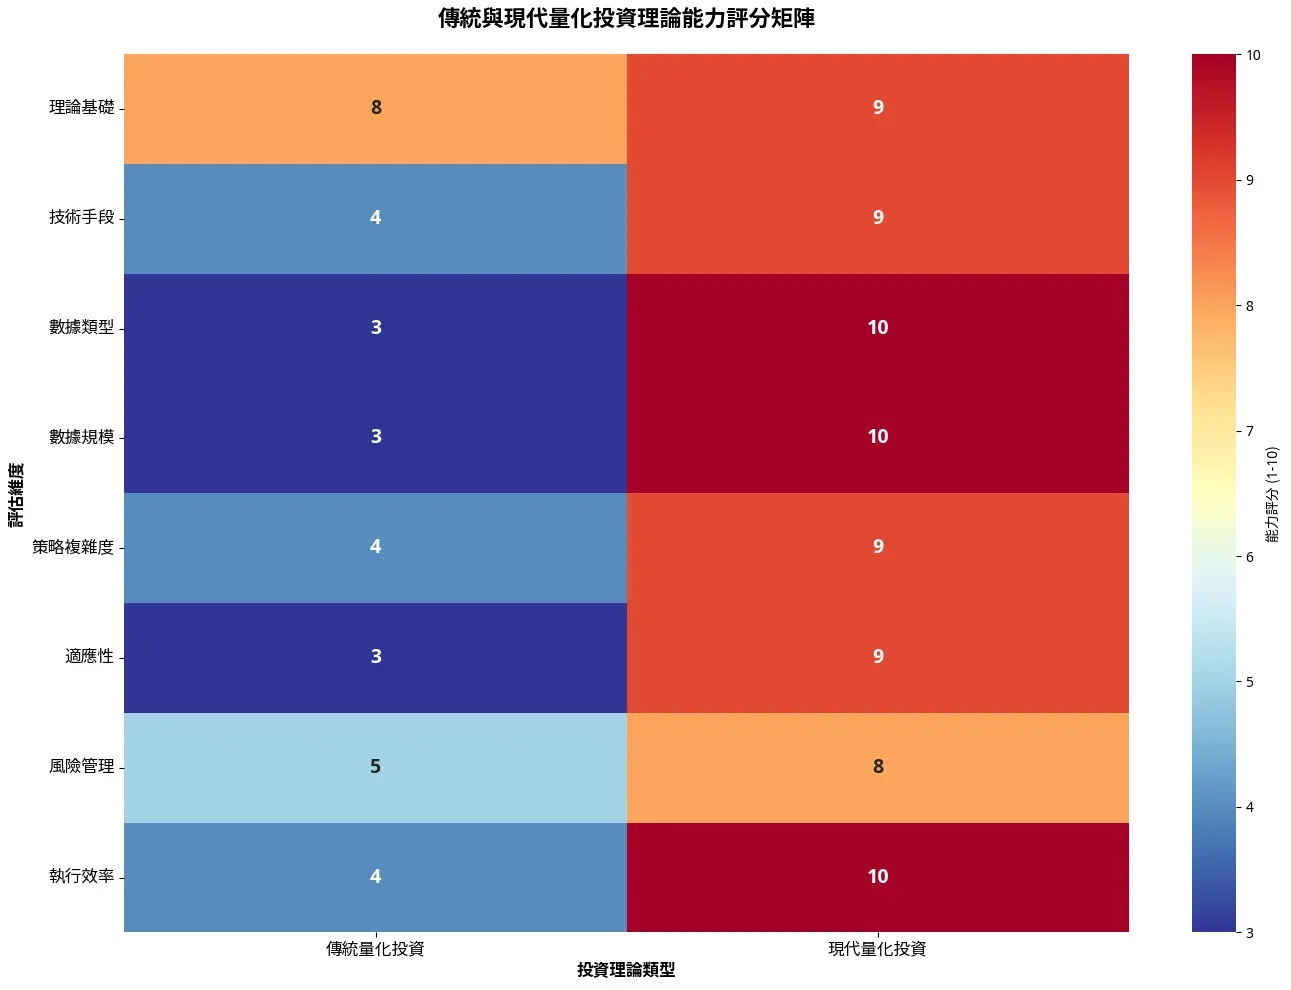 傳統與現代量化投資理論能力評分矩陣
評估維度
理論基礎 8 9
技術手段 4 9
數據類型 3 10
數據規模 3 10
策略複雜度 4 9
適應性 3 9
風險管理 5 8
執行效率 4 10
傳統量化投資 現代量化投資
投資理論類型
10
9
8
7
6
5
4
3
能力評分 (1-10)